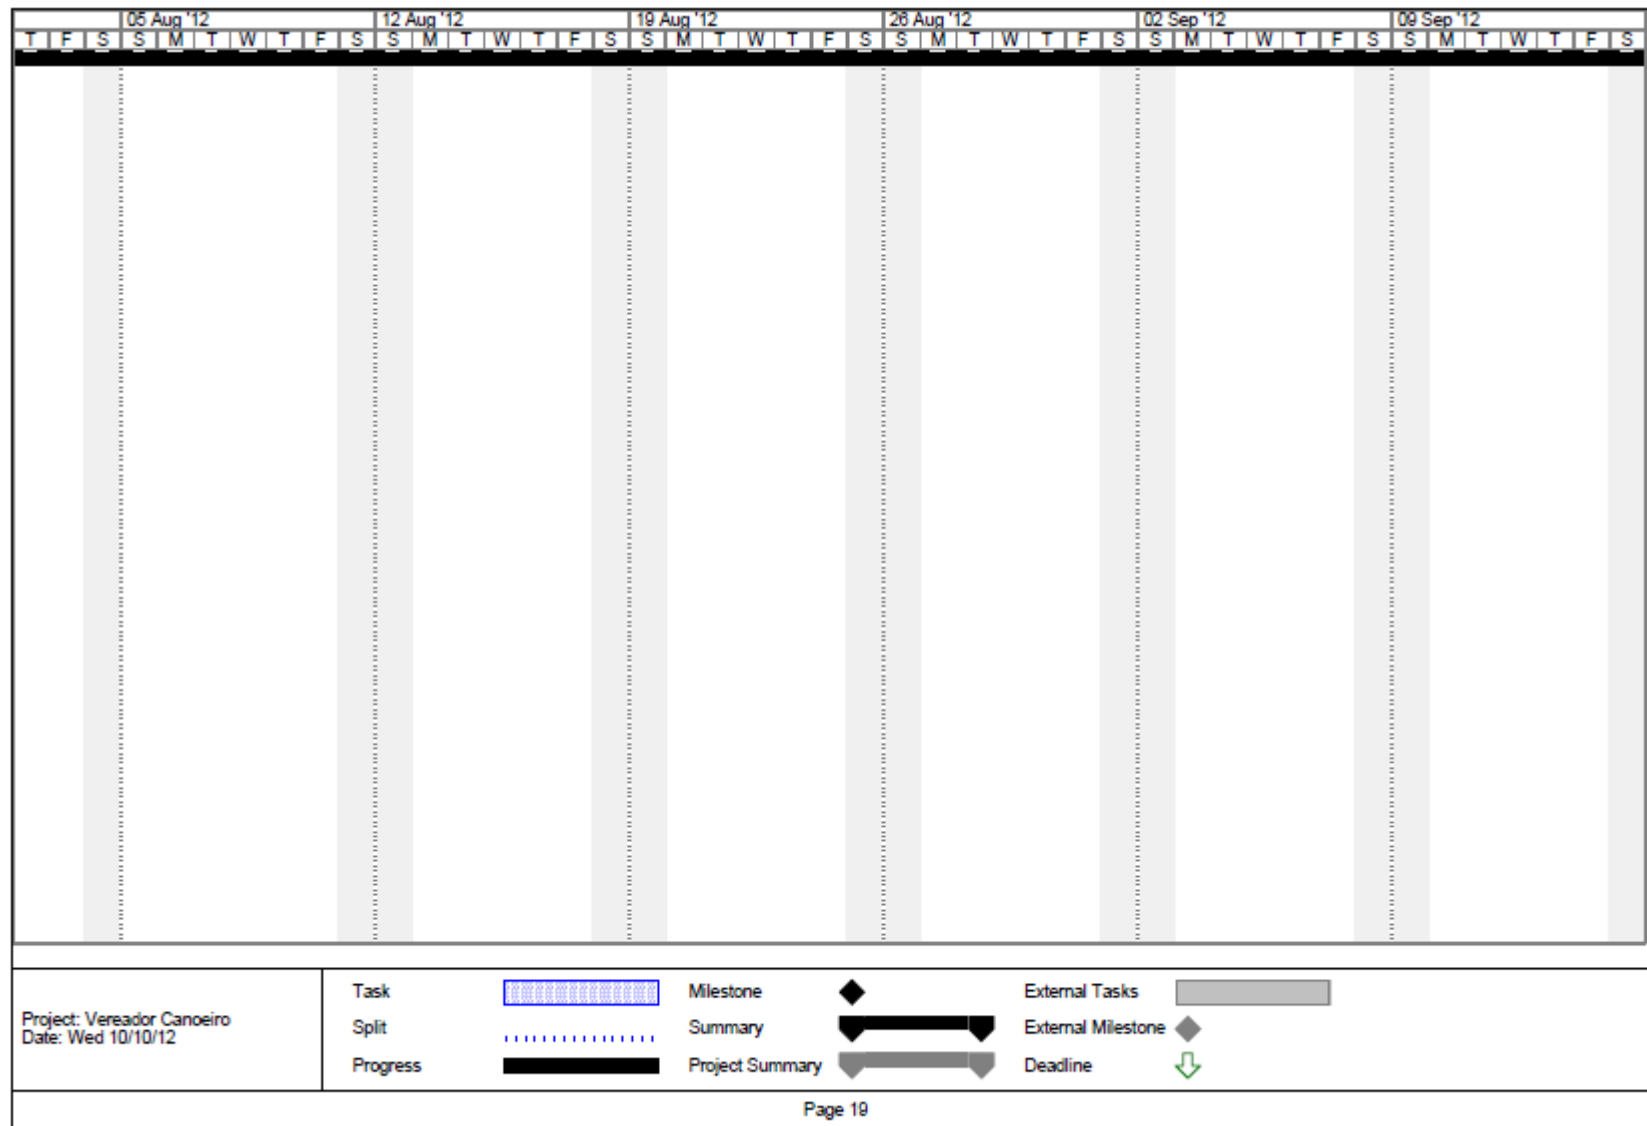 05 Aug '12 12 Aug '12 19 Aug '12 26 Aug '12 02 Sep '12 09 Sep '12
T F S S M T W T F S S M T W T F S S M T W T F S S M T W T F S S M T W T F S S M T W T F S
Task Milestone External Tasks
Project: Vereador Canoeiro
Date: Wed 10/10/12
Split Summary External Milestone
Progress Project Summary Deadline
Page 19